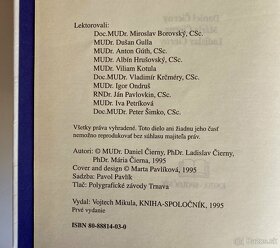 Lektorovali:
Doc.MUDr. Miroslav Borovský, CSc.
MUDr. Dušan Gulla
MUDr. Anton Gúth, CSc.
MUDr. Albín Hrušovský, CSc.
MUDr. Viliam Kotula
Doc.MUDr. Vladimír Krčméry, CSc.
MUDr. Igor Ondruš
RNDr. Ján Pavlovkin, CSc.
MUDr. Iva Petríková
Doc.MUDr. Peter Šimko, CSc.
Všetky práva vyhradené. Toto dielo ani žiadnu jeho časť
nemožno reprodukovať bez súhlasu majiteľa práv.
Autori: © MUDr. Daniel Čierny, PhDr. Ladislav Čierny,
PhDr. Mária Čierna, 1995
Cover and design © Marta Pavlíková, 1995
Sadzba: Pavol Pavlík
Tlač: Polygrafické závody Trnava
Vydal: Vojtech Mikula, KNIHA-SPOLOČNÍK, 1995
Prvé vydanie
ISBN 80-88814-03-0